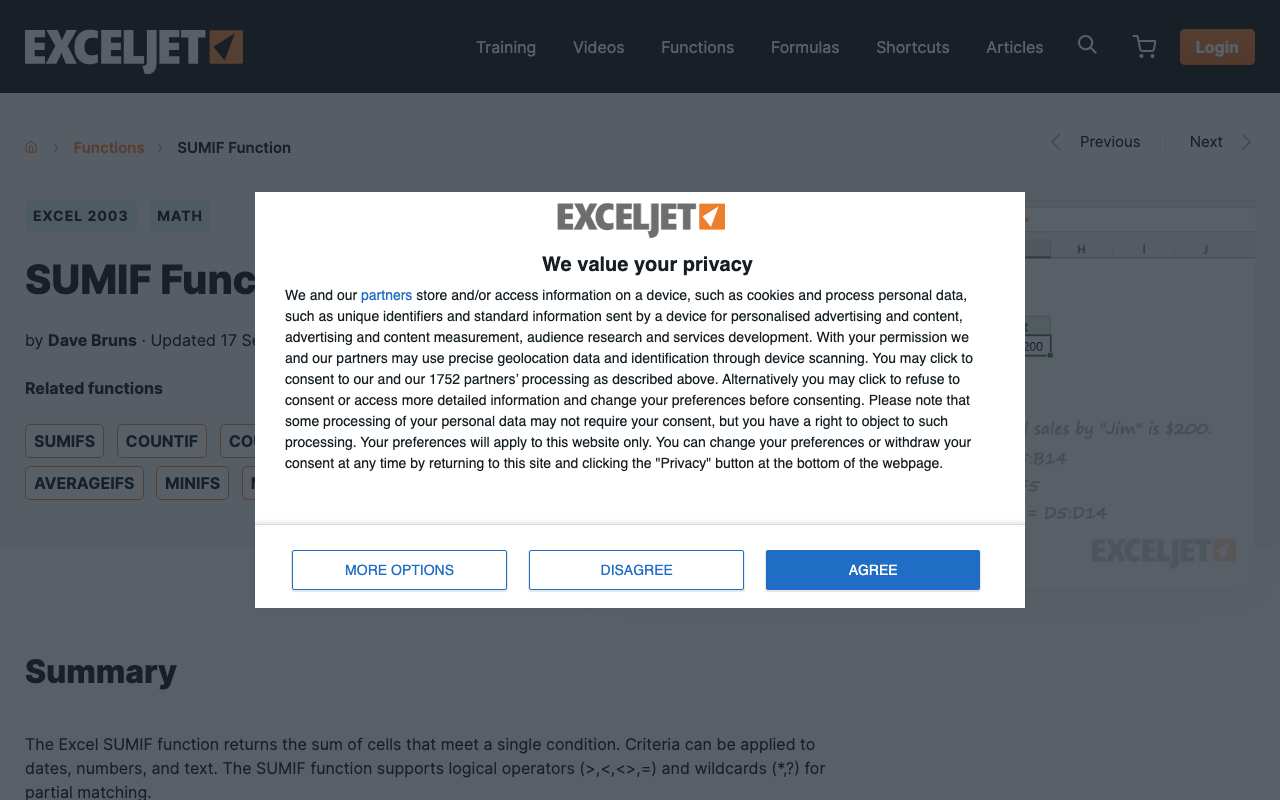 EXCELJET
Training
Videos
Functions
Formulas
Shortcuts
Articles
Login
Functions
SUMIF Function
Previous
Next
EXCEL 2003
MATH
SUMIF Func
by Dave Bruns · Updated 17
Related functions
SUMIFS
COUNTIF
AVERAGEIFS
MINIFS
H I J
200
sales by "Jim" is $200.
:B14
= D5:D14
EXCELJET
EXCELJET
We value your privacy
We and our partners store and/or access information on a device, such as cookies and process personal data,
such as unique identifiers and standard information sent by a device for personalised advertising and content,
advertising and content measurement, audience research and services development. With your permission we
and our partners may use precise geolocation data and identification through device scanning. You may click to
consent to our and our 1752 partners’ processing as described above. Alternatively you may click to refuse to
consent or access more detailed information and change your preferences before consenting. Please note that
some processing of your personal data may not require your consent, but you have a right to object to such
processing. Your preferences will apply to this website only. You can change your preferences or withdraw your
consent at any time by returning to this site and clicking the "Privacy" button at the bottom of the webpage.
MORE OPTIONS
DISAGREE
AGREE
Summary
The Excel SUMIF function returns the sum of cells that meet a single condition. Criteria can be applied to
dates, numbers, and text. The SUMIF function supports logical operators (>,<,<>,=) and wildcards (*,?) for
partial matching.